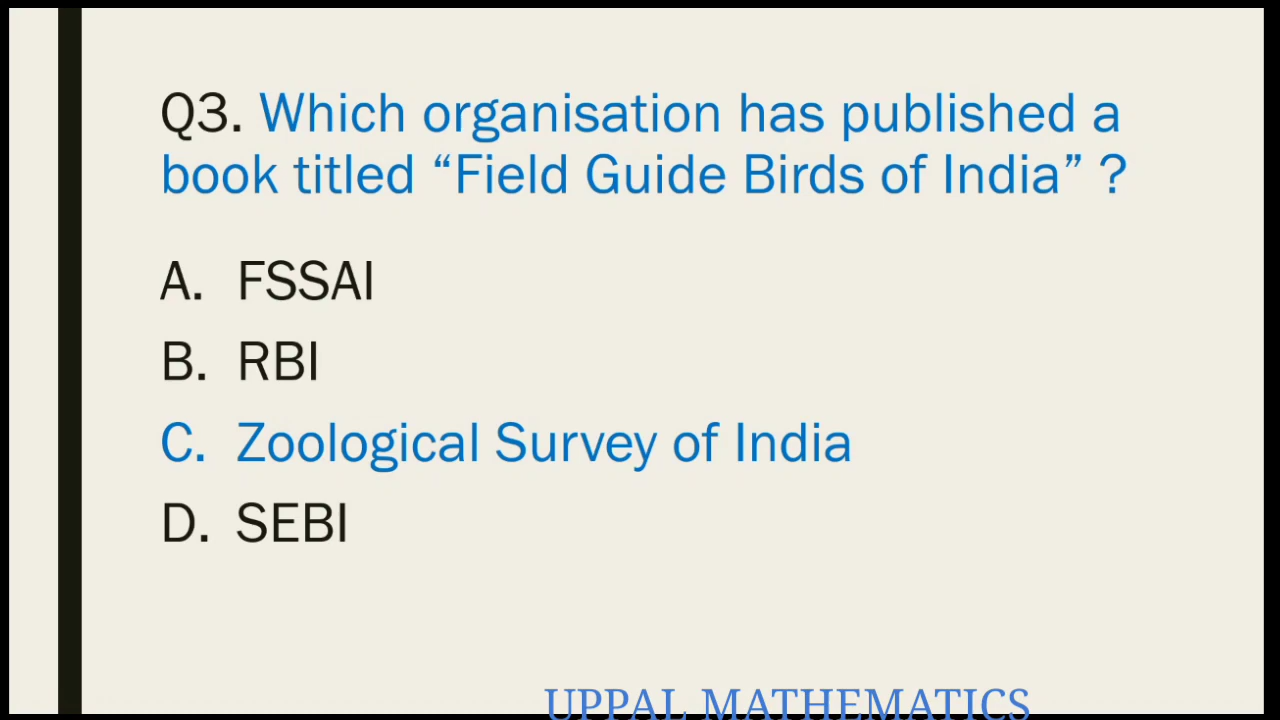 Q3. Which organisation has published a
book titled “Field Guide Birds of India” ?
A. FSSAI
B. RBI
C. Zoological Survey of India
D. SEBI
UPPAL MATHEMATICS